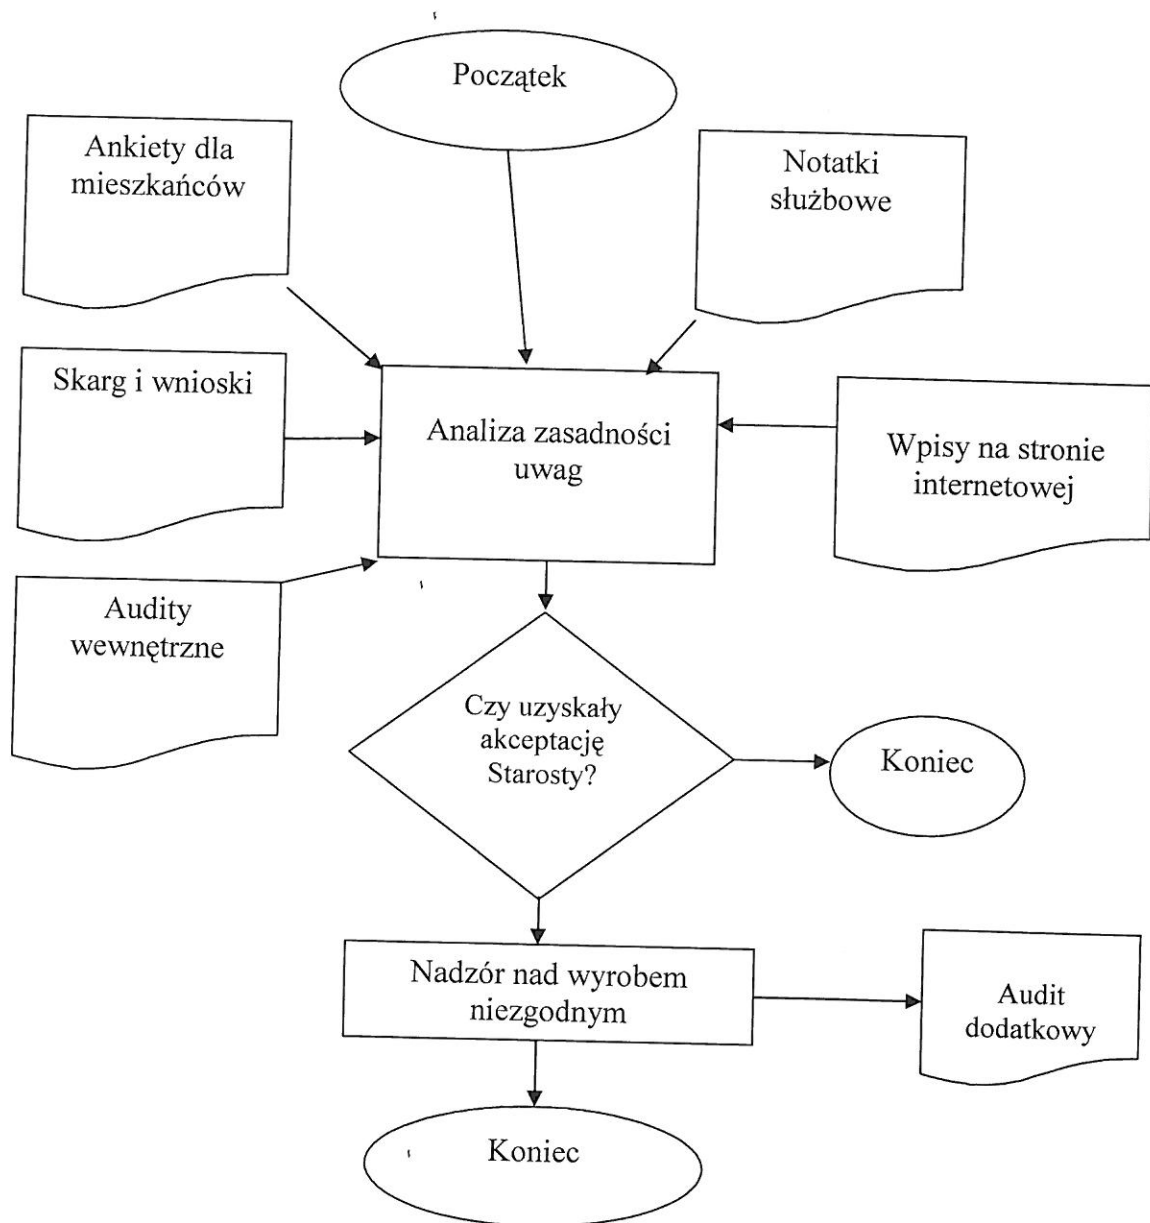 Początek
Ankiety dla
mieszkańców
Notatki
służbowe
Skarg i wnioski
Analiza zasadności
uwag
Wpisy na stronie
internetowej
Audity
wewnętrzne
Czy uzyskały
akceptację
Starosty?
Koniec
Nadzór nad wyrobem
niezgodnym
Audit
dodatkowy
Koniec